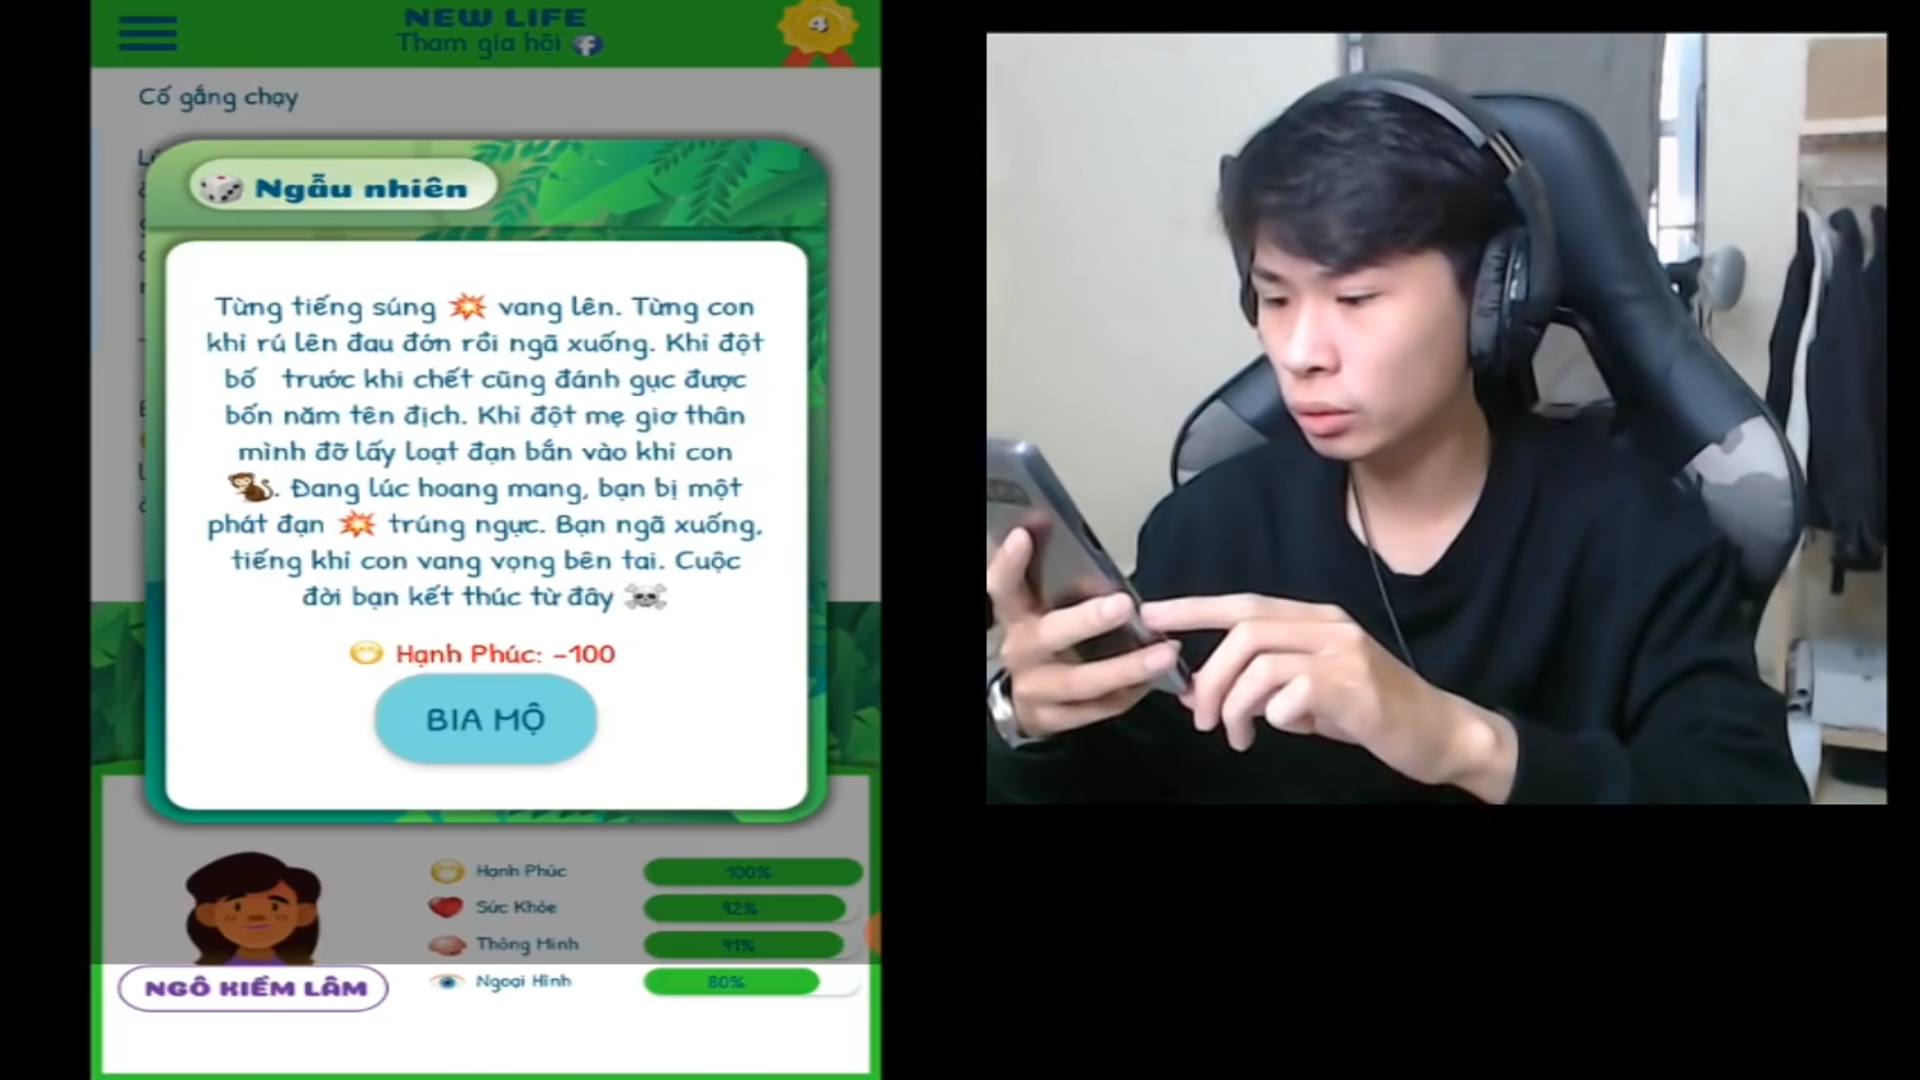 NEW LIFE
Tham gia hội
4
Cố gắng chạy
Ngẫu nhiên
Từng tiếng súng 💥 vang lên. Từng con
khỉ rú lên đau đớn rồi ngã xuống. Khỉ đột
bố trước khi chết cũng đánh gục được
bốn năm tên địch. Khỉ đột mẹ giơ thân
mình đỡ lấy loạt đạn bắn vào khỉ con
🐒. Đang lúc hoang mang, bạn bị một
phát đạn 💥 trúng ngực. Bạn ngã xuống,
tiếng khỉ con vang vọng bên tai. Cuộc
đời bạn kết thúc từ đây ☠️
Hạnh Phúc: -100
BIA MỘ
Hạnh Phúc 100%
Sức Khỏe 92%
Thông Minh 91%
Ngoại Hình 80%
NGÔ KIỂM LÂM